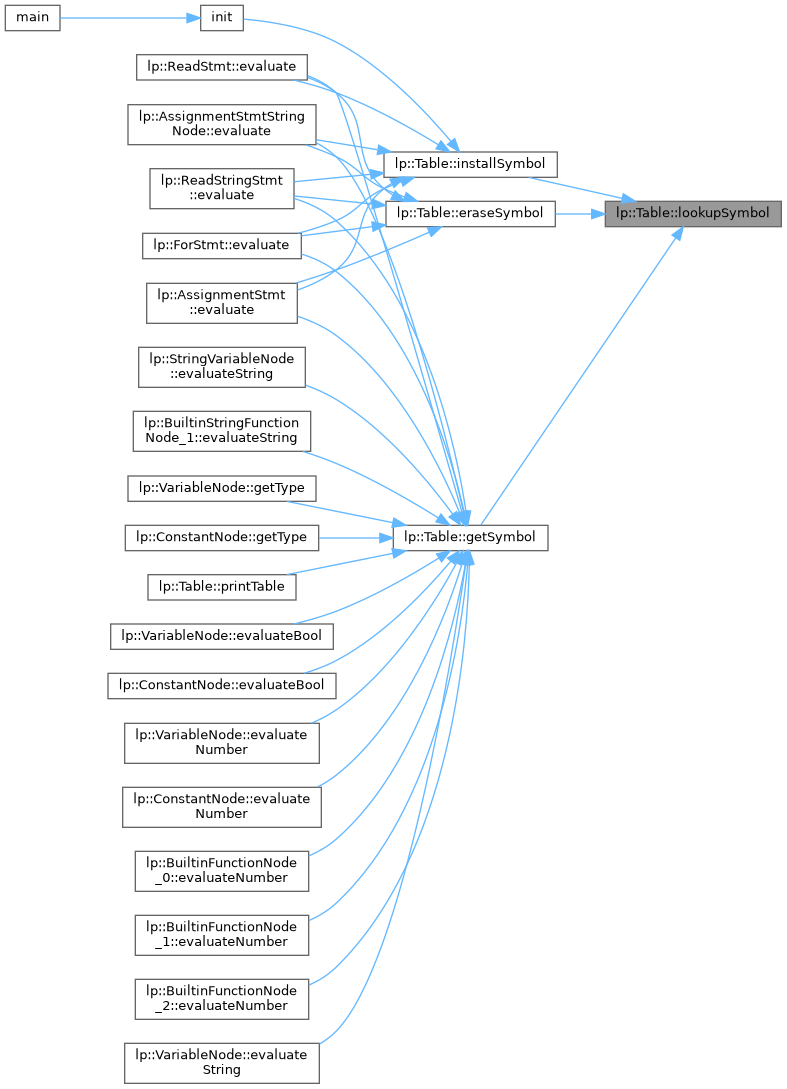 main
init
lp::ReadStmt::evaluate
lp::AssignmentStmtString
Node::evaluate
lp::Table::installSymbol
lp::ReadStringStmt
::evaluate
lp::Table::eraseSymbol
lp::Table::lookupSymbol
lp::ForStmt::evaluate
lp::AssignmentStmt
::evaluate
lp::StringVariableNode
::evaluateString
lp::BuiltinStringFunction
Node_1::evaluateString
lp::VariableNode::getType
lp::ConstantNode::getType
lp::Table::getSymbol
lp::Table::printTable
lp::VariableNode::evaluateBool
lp::ConstantNode::evaluateBool
lp::VariableNode::evaluate
Number
lp::ConstantNode::evaluate
Number
lp::BuiltinFunctionNode
_0::evaluateNumber
lp::BuiltinFunctionNode
_1::evaluateNumber
lp::BuiltinFunctionNode
_2::evaluateNumber
lp::VariableNode::evaluate
String